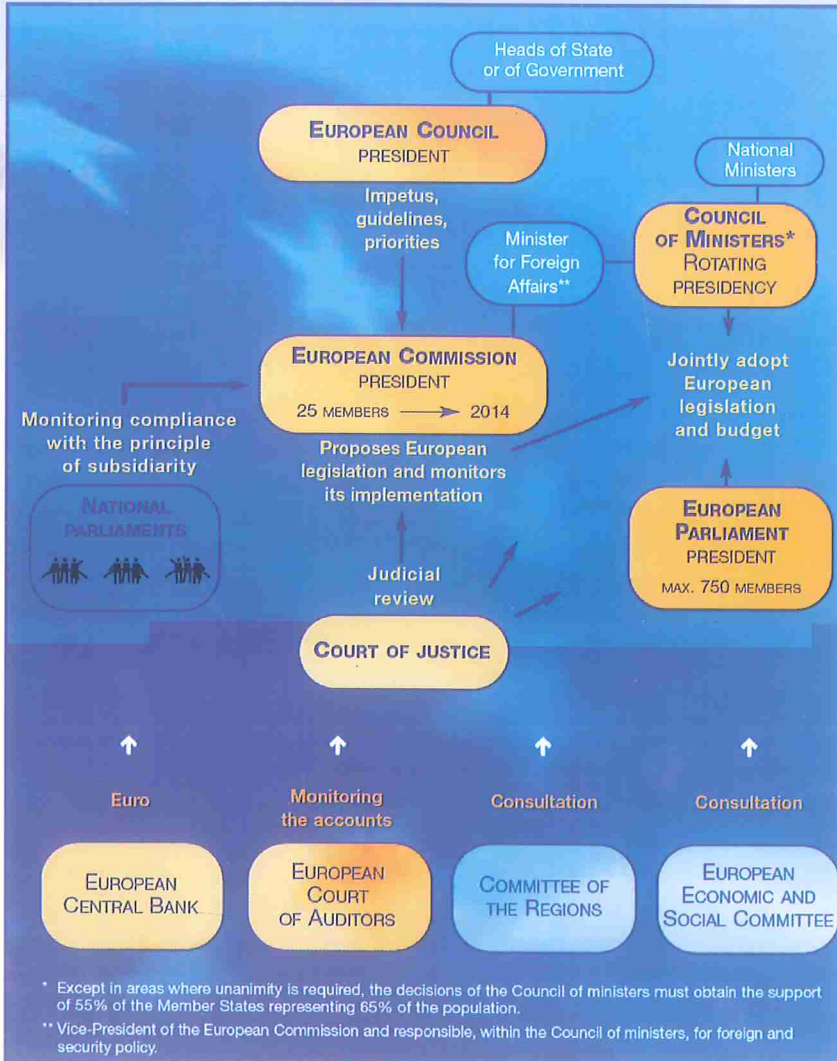 Heads of State
or of Government
EUROPEAN COUNCIL
PRESIDENT
Impetus,
guidelines,
priorities
National
Ministers
COUNCIL
OF MINISTERS*
ROTATING
PRESIDENCY
Minister
for Foreign
Affairs**
EUROPEAN COMMISSION
PRESIDENT
25 MEMBERS → 2014
Jointly adopt
European
legislation
and budget
Monitoring compliance
with the principle
of subsidiarity
Proposes European
legislation and monitors
its implementation
NATIONAL
PARLIAMENTS
EUROPEAN
PARLIAMENT
PRESIDENT
MAX. 750 MEMBERS
Judicial
review
COURT OF JUSTICE
Euro
Monitoring
the accounts
Consultation
Consultation
EUROPEAN
CENTRAL BANK
EUROPEAN
COURT
OF AUDITORS
COMMITTEE OF
THE REGIONS
EUROPEAN
ECONOMIC AND
SOCIAL COMMITTEE
* Except in areas where unanimity is required, the decisions of the Council of ministers must obtain the support
of 55% of the Member States representing 65% of the population.
** Vice-President of the European Commission and responsible, within the Council of ministers, for foreign and
security policy.